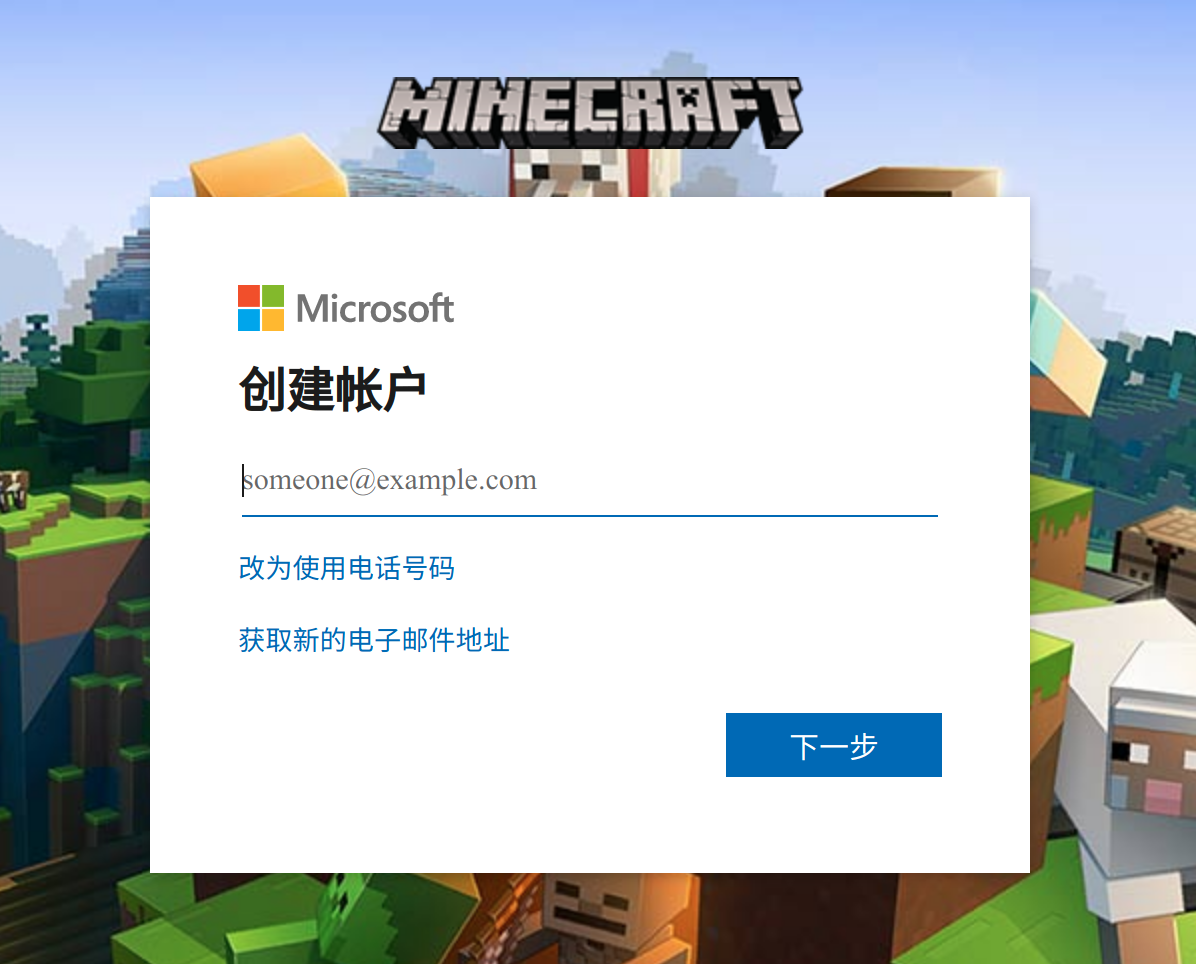 MINECRAFT
Microsoft
创建帐户
someone@example.com
改为使用电话号码
获取新的电子邮件地址
下一步